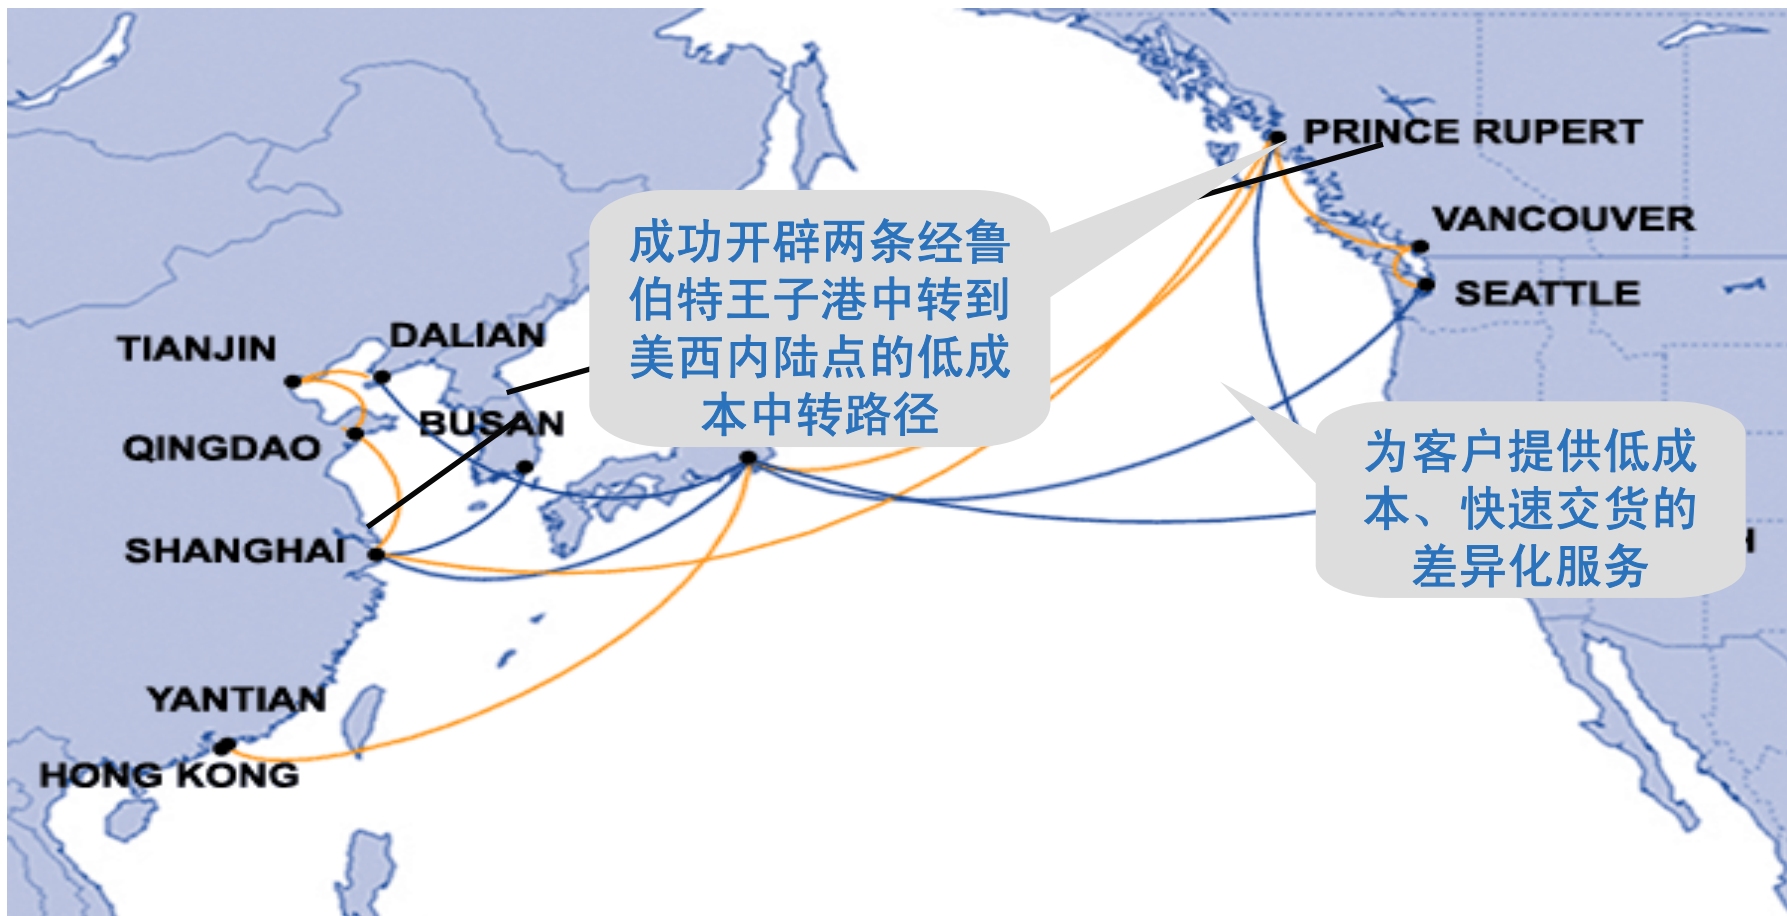 PRINCE RUPERT
VANCOUVER
SEATTLE
成功开辟两条经鲁
伯特王子港中转到
美西内陆点的低成
本中转路径
TIANJIN
DALIAN
BUSAN
QINGDAO
为客户提供低成
本、快速交货的
差异化服务
SHANGHAI
YANTIAN
HONG KONG